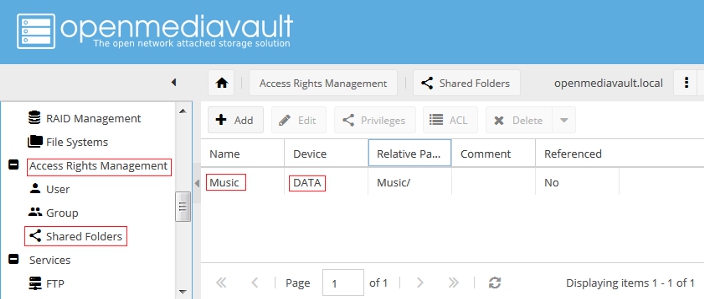 openmediavault
The open network attached storage solution
Access Rights Management
Shared Folders
openmediavault.local
RAID Management
File Systems
Access Rights Management
User
Group
Shared Folders
Services
FTP
Add
Edit
Privileges
ACL
Delete
Name
Device
Relative Pa...
Comment
Referenced
Music
DATA
Music/
No
Page
1
of 1
Displaying items 1 - 1 of 1